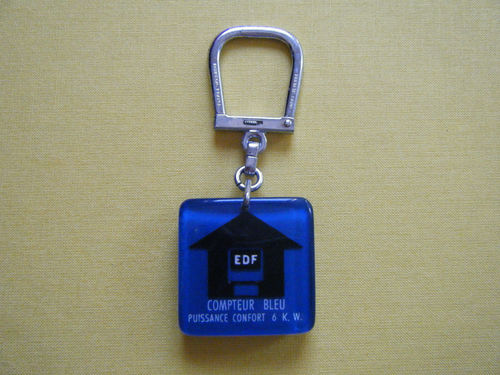 EDF
COMPTEUR BLEU
PUISSANCE CONFORT 6 K.W.